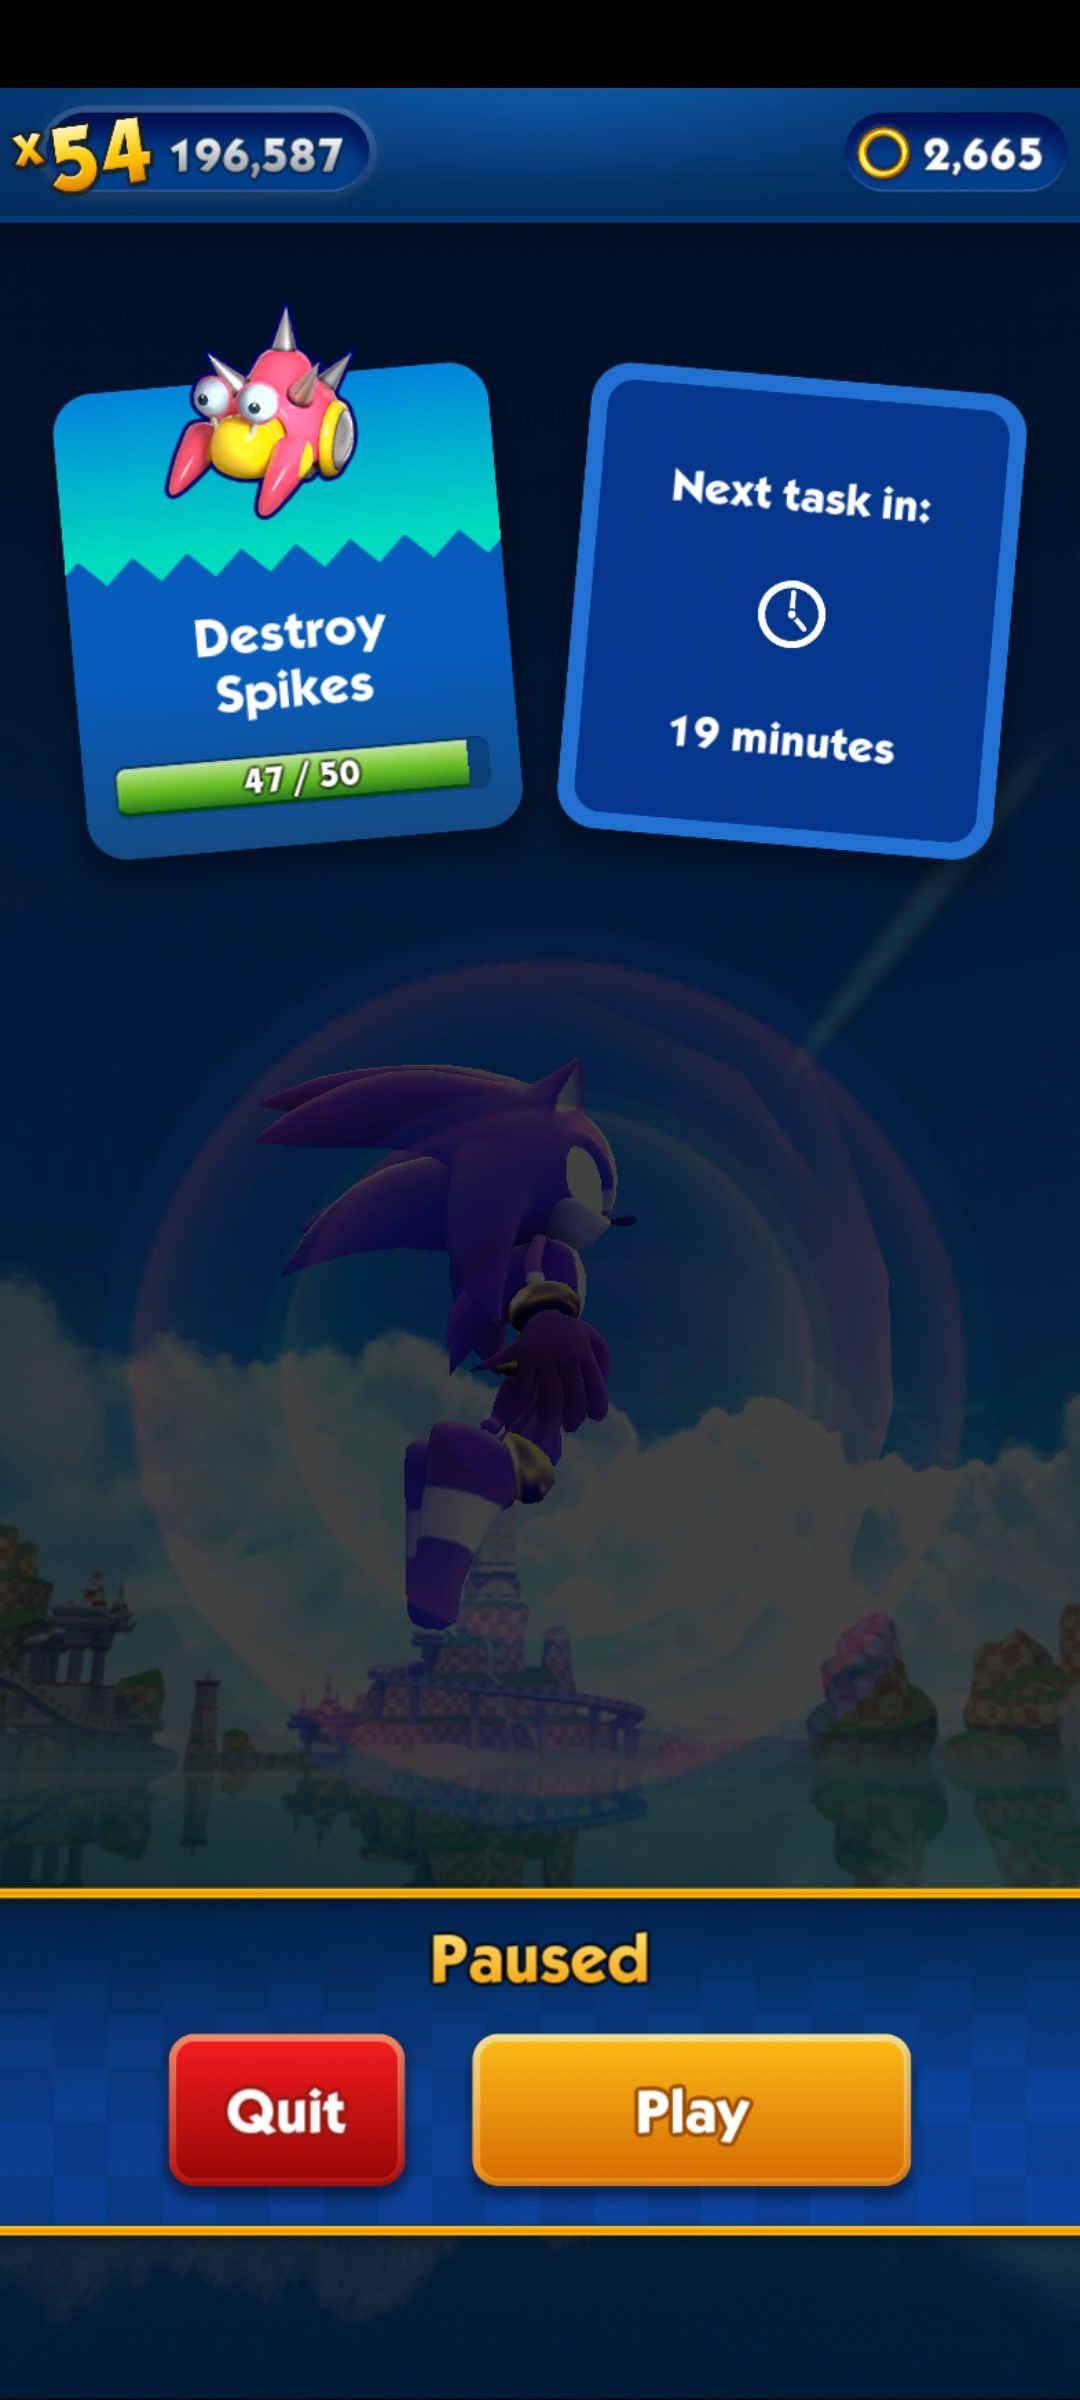 x54 196,587
2,665
Destroy
Spikes
47 / 50
Next task in:
19 minutes
Paused
Quit
Play